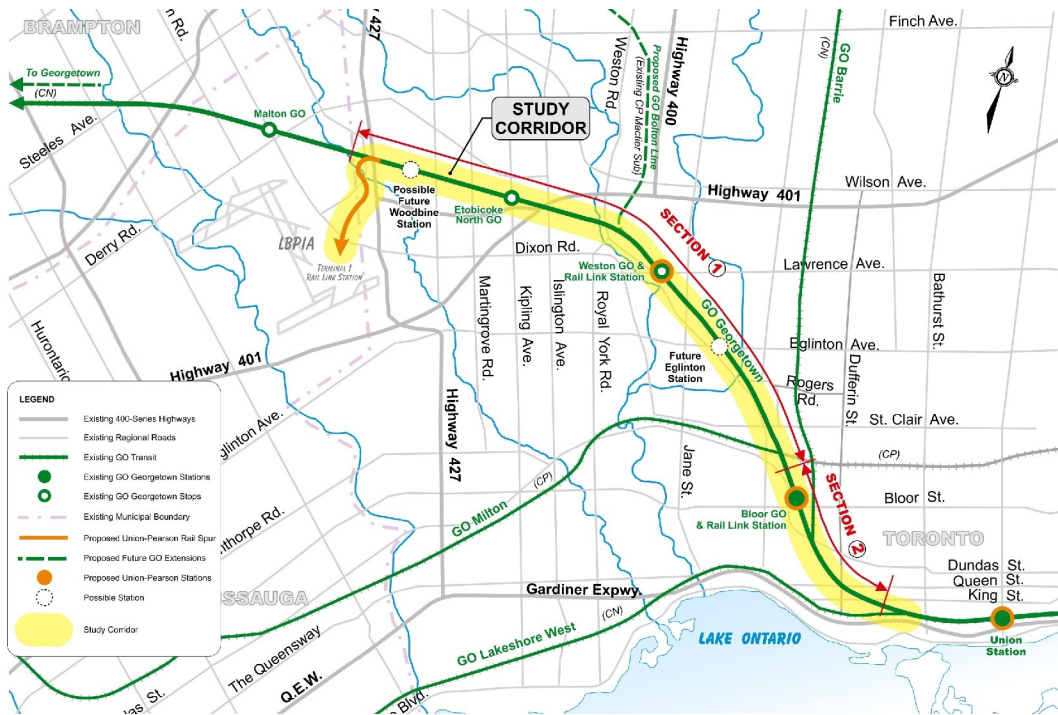 BRAMPTON
To Georgetown
(CN)
Steeles Ave.
Malton GO
Derry Rd.
Hurontario
LBPIA
TERMINAL 1
RAIL LINK STATION
427
Possible
Future
Woodbine
Station
STUDY
CORRIDOR
Etobicoke
North GO
Weston Rd.
Proposed GO Bolton Line
(Existing CP Mactier Sub)
Highway 400
GO Barrie
(CN)
Finch Ave.
Highway 401
Wilson Ave.
SECTION 1
Dixon Rd.
Weston GO &
Rail Link Station
Lawrence Ave.
Bathurst St.
Martingrove Rd.
Kipling Ave.
Islington Ave.
Royal York Rd.
GO Georgetown
Future
Eglinton
Station
Eglinton Ave.
Rogers
Rd.
Dufferin St.
St. Clair Ave.
(CP)
Highway 401
Highway 427
Jane St.
(CP)
GO Milton
Bloor GO
& Rail Link Station
Bloor St.
SECTION 2
TORONTO
Dundas St.
Queen St.
King St.
Gardiner Expwy.
(CN)
GO Lakeshore West
LAKE ONTARIO
Union
Station
The Queensway
Q.E.W.
Blvd.
St.
SSAUGA
glinton Ave.
thorpe Rd.
LEGEND
Existing 400-Series Highways
Existing Regional Roads
Existing GO Transit
Existing GO Georgetown Stations
Existing GO Georgetown Stops
Existing Municipal Boundary
Proposed Union-Pearson Rail Spur
Proposed Future GO Extensions
Proposed Union-Pearson Stations
Possible Station
Study Corridor